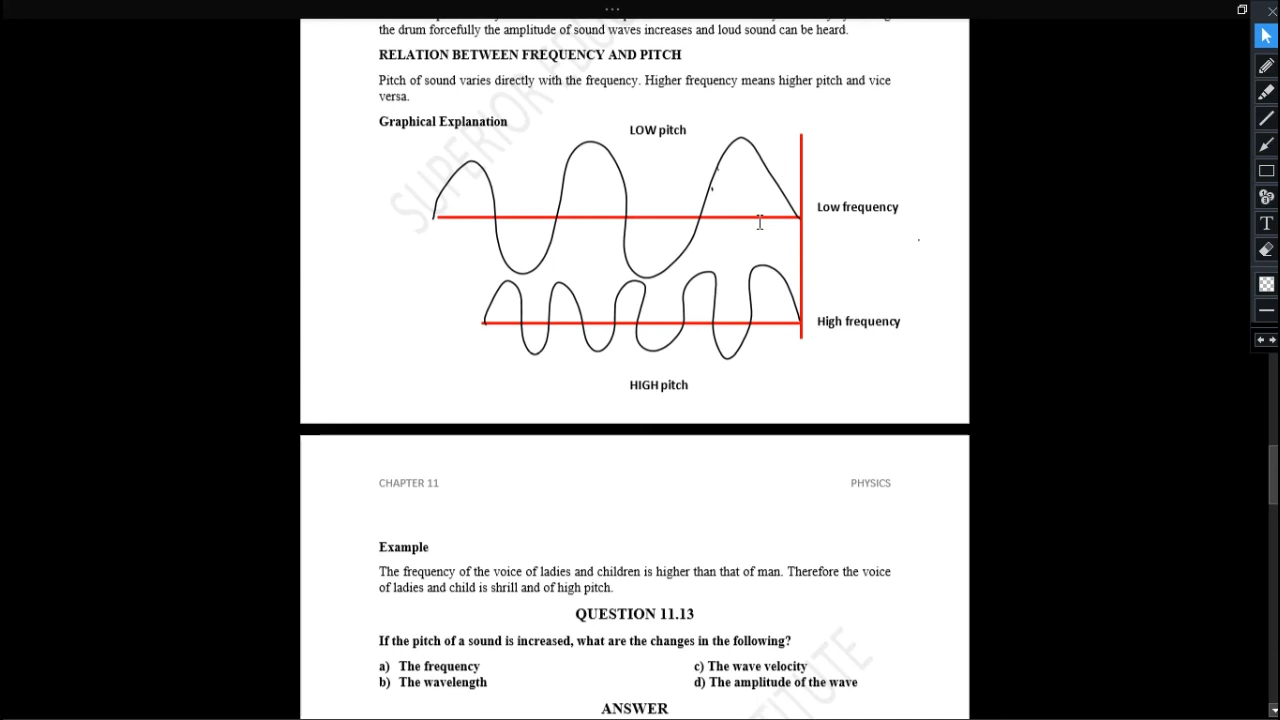 the drum forcefully the amplitude of sound waves increases and loud sound can be heard.
RELATION BETWEEN FREQUENCY AND PITCH
Pitch of sound varies directly with the frequency. Higher frequency means higher pitch and vice
versa.
Graphical Explanation
LOW pitch
Low frequency
High frequency
HIGH pitch
CHAPTER 11
PHYSICS
Example
The frequency of the voice of ladies and children is higher than that of man. Therefore the voice
of ladies and child is shrill and of high pitch.
QUESTION 11.13
If the pitch of a sound is increased, what are the changes in the following?
a) The frequency
c) The wave velocity
b) The wavelength
d) The amplitude of the wave
ANSWER
SUPERIOR